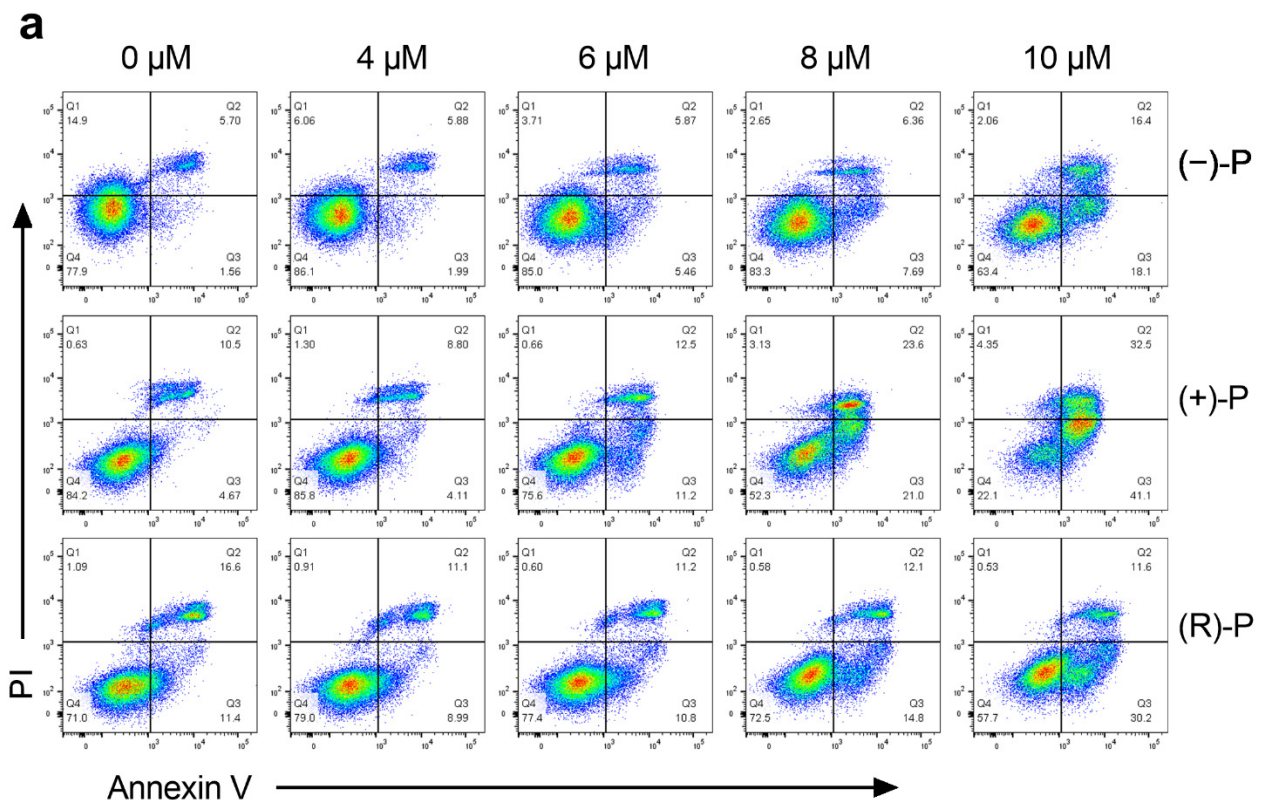 a
0 µM 4 µM 6 µM 8 µM 10 µM
Q1 14.9 Q2 5.70 Q4 77.9 Q3 1.56
Q1 6.06 Q2 5.88 Q4 86.1 Q3 1.99
Q1 3.71 Q2 5.87 Q4 85.0 Q3 5.46
Q1 2.65 Q2 6.36 Q4 83.3 Q3 7.69
Q1 2.06 Q2 16.4 Q4 63.4 Q3 18.1
(−)-P
Q1 0.63 Q2 10.5 Q4 84.2 Q3 4.67
Q1 1.30 Q2 8.80 Q4 85.8 Q3 4.11
Q1 0.66 Q2 12.5 Q4 75.6 Q3 11.2
Q1 3.13 Q2 23.6 Q4 52.3 Q3 21.0
Q1 4.35 Q2 32.5 Q4 22.1 Q3 41.1
(+)-P
Q1 1.09 Q2 16.6 Q4 71.0 Q3 11.4
Q1 0.91 Q2 11.1 Q4 79.0 Q3 8.99
Q1 0.60 Q2 11.2 Q4 77.4 Q3 10.8
Q1 0.58 Q2 12.1 Q4 72.5 Q3 14.8
Q1 0.53 Q2 11.6 Q4 57.7 Q3 30.2
(R)-P
10⁵ 10⁴ 10³ 10² 0
0 10³ 10⁴ 10⁵
PI
Annexin V